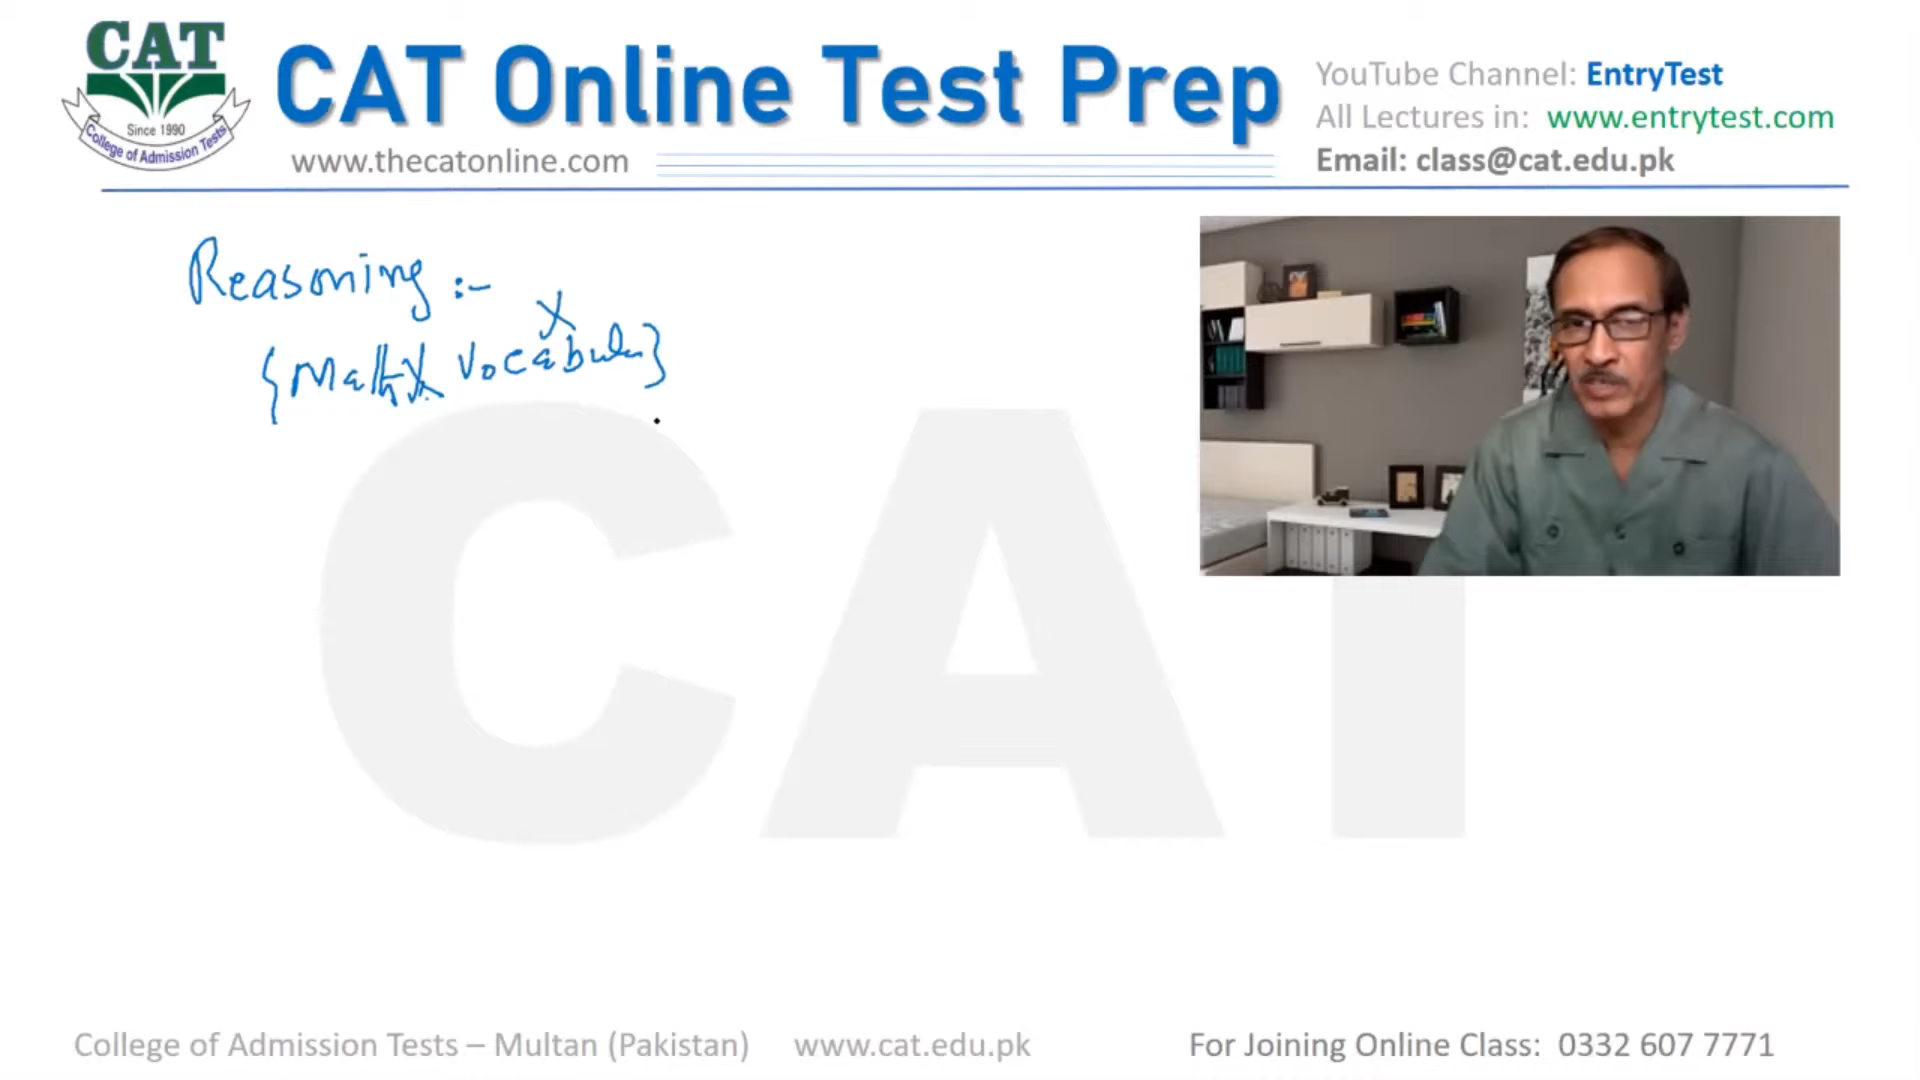 CAT
Since 1990
College of Admission Tests
CAT Online Test Prep
www.thecatonline.com
YouTube Channel: EntryTest
All Lectures in: www.entrytest.com
Email: class@cat.edu.pk
Reasoning :-
X
{Math X Vocabular}
CAT
College of Admission Tests – Multan (Pakistan) www.cat.edu.pk For Joining Online Class: 0332 607 7771